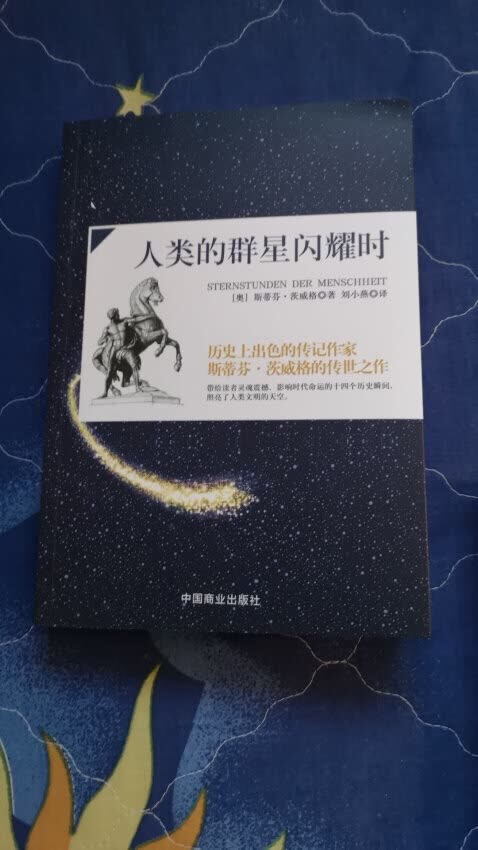 人类的群星闪耀时
STERNSTUNDEN DER MENSCHHEIT
［奥］斯蒂芬·茨威格◎著 刘小燕◎译
历史上出色的传记作家
斯蒂芬·茨威格的传世之作
带给读者灵魂震撼、影响时代命运的十四个历史瞬间，
照亮了人类文明的天空。
中国商业出版社